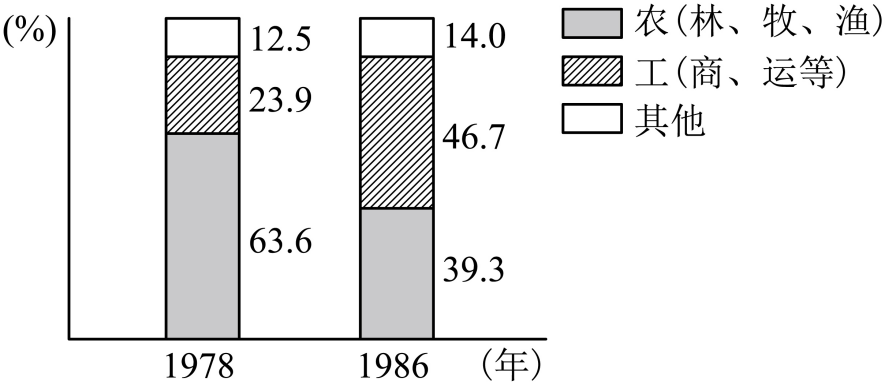 (%)
12.5
23.9
63.6
1978
14.0
46.7
39.3
1986
(年)
农(林、牧、渔)
工(商、运等)
其他